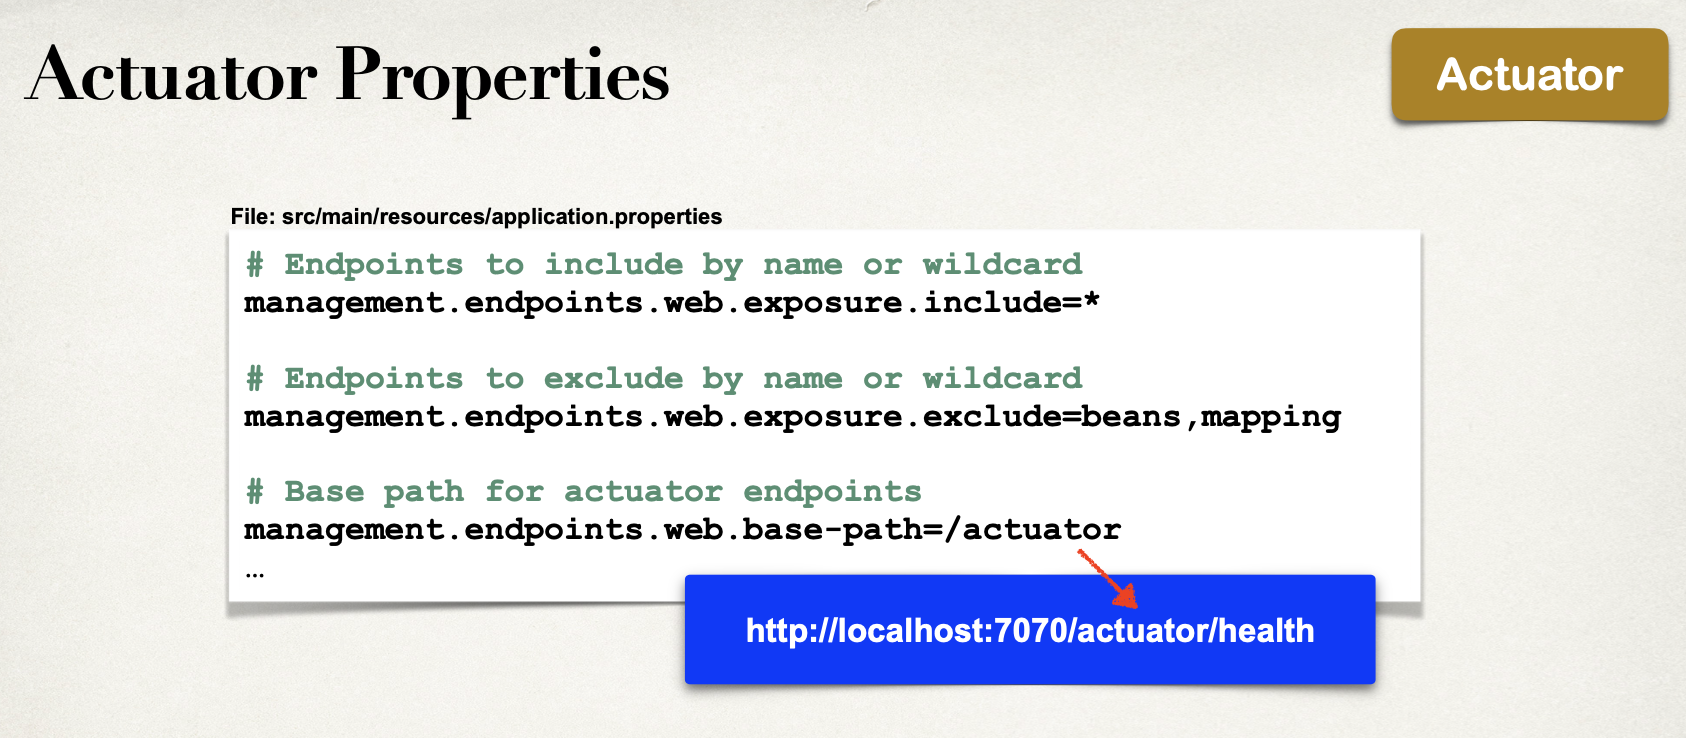 Actuator Properties
Actuator
File: src/main/resources/application.properties
# Endpoints to include by name or wildcard
management.endpoints.web.exposure.include=*
# Endpoints to exclude by name or wildcard
management.endpoints.web.exposure.exclude=beans,mapping
# Base path for actuator endpoints
management.endpoints.web.base-path=/actuator
…
http://localhost:7070/actuator/health